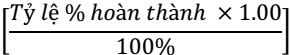 [Tỷ lệ % hoàn thành × 1.00
100%]